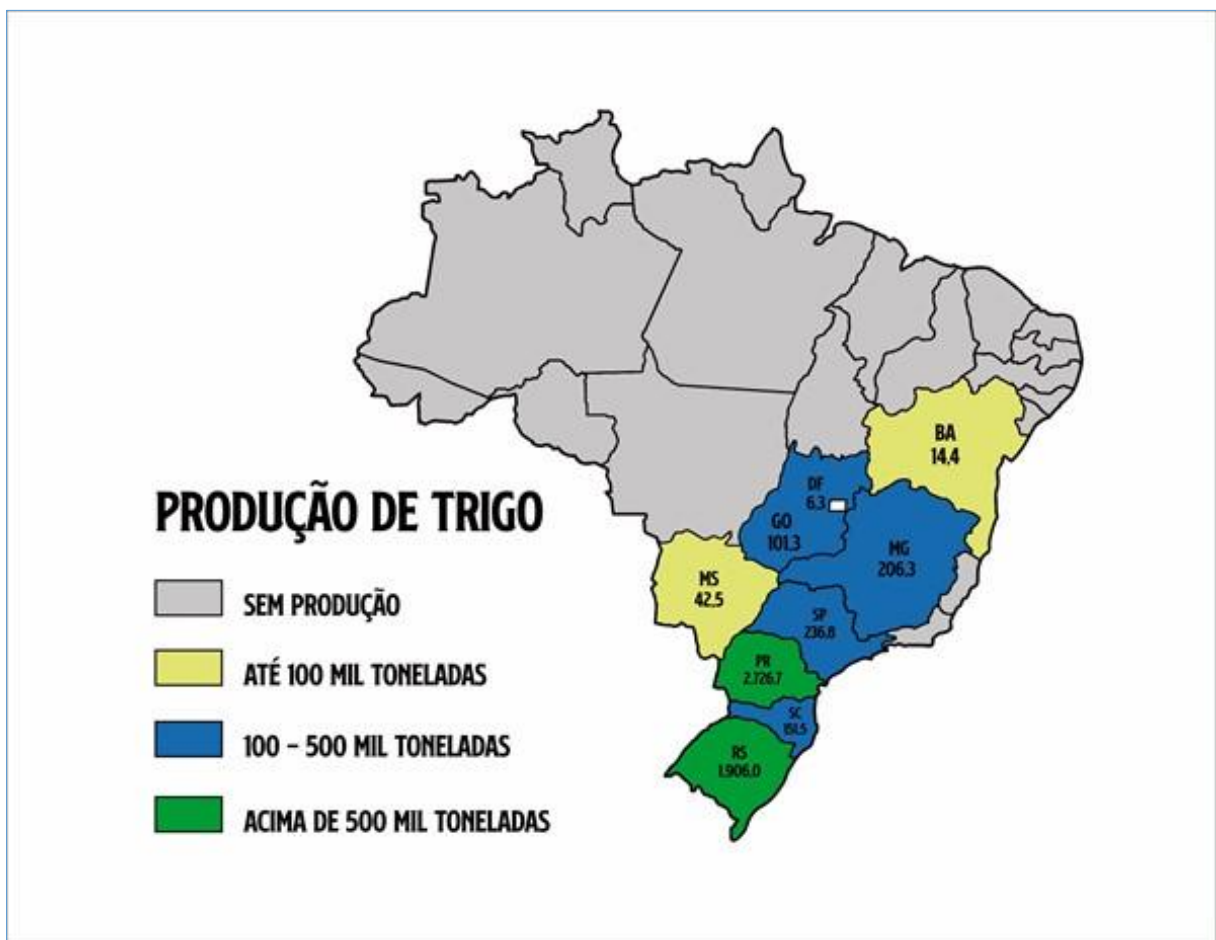 BA
14,4
DF
6,3
GO
101,3
MG
206,3
MS
42,5
SP
236,8
PR
2.726,7
SC
151,5
RS
1.906,0
PRODUÇÃO DE TRIGO
SEM PRODUÇÃO
ATÉ 100 MIL TONELADAS
100 – 500 MIL TONELADAS
ACIMA DE 500 MIL TONELADAS